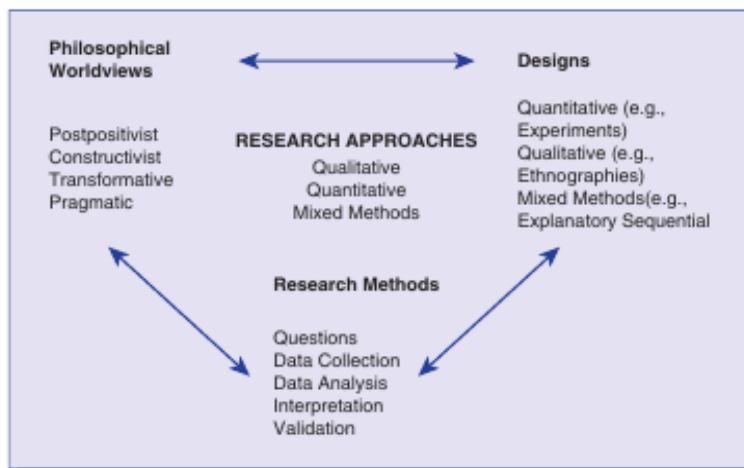 Philosophical
Worldviews
Postpositivist
Constructivist
Transformative
Pragmatic
RESEARCH APPROACHES
Qualitative
Quantitative
Mixed Methods
Designs
Quantitative (e.g.,
Experiments)
Qualitative (e.g.,
Ethnographies)
Mixed Methods(e.g.,
Explanatory Sequential
Research Methods
Questions
Data Collection
Data Analysis
Interpretation
Validation